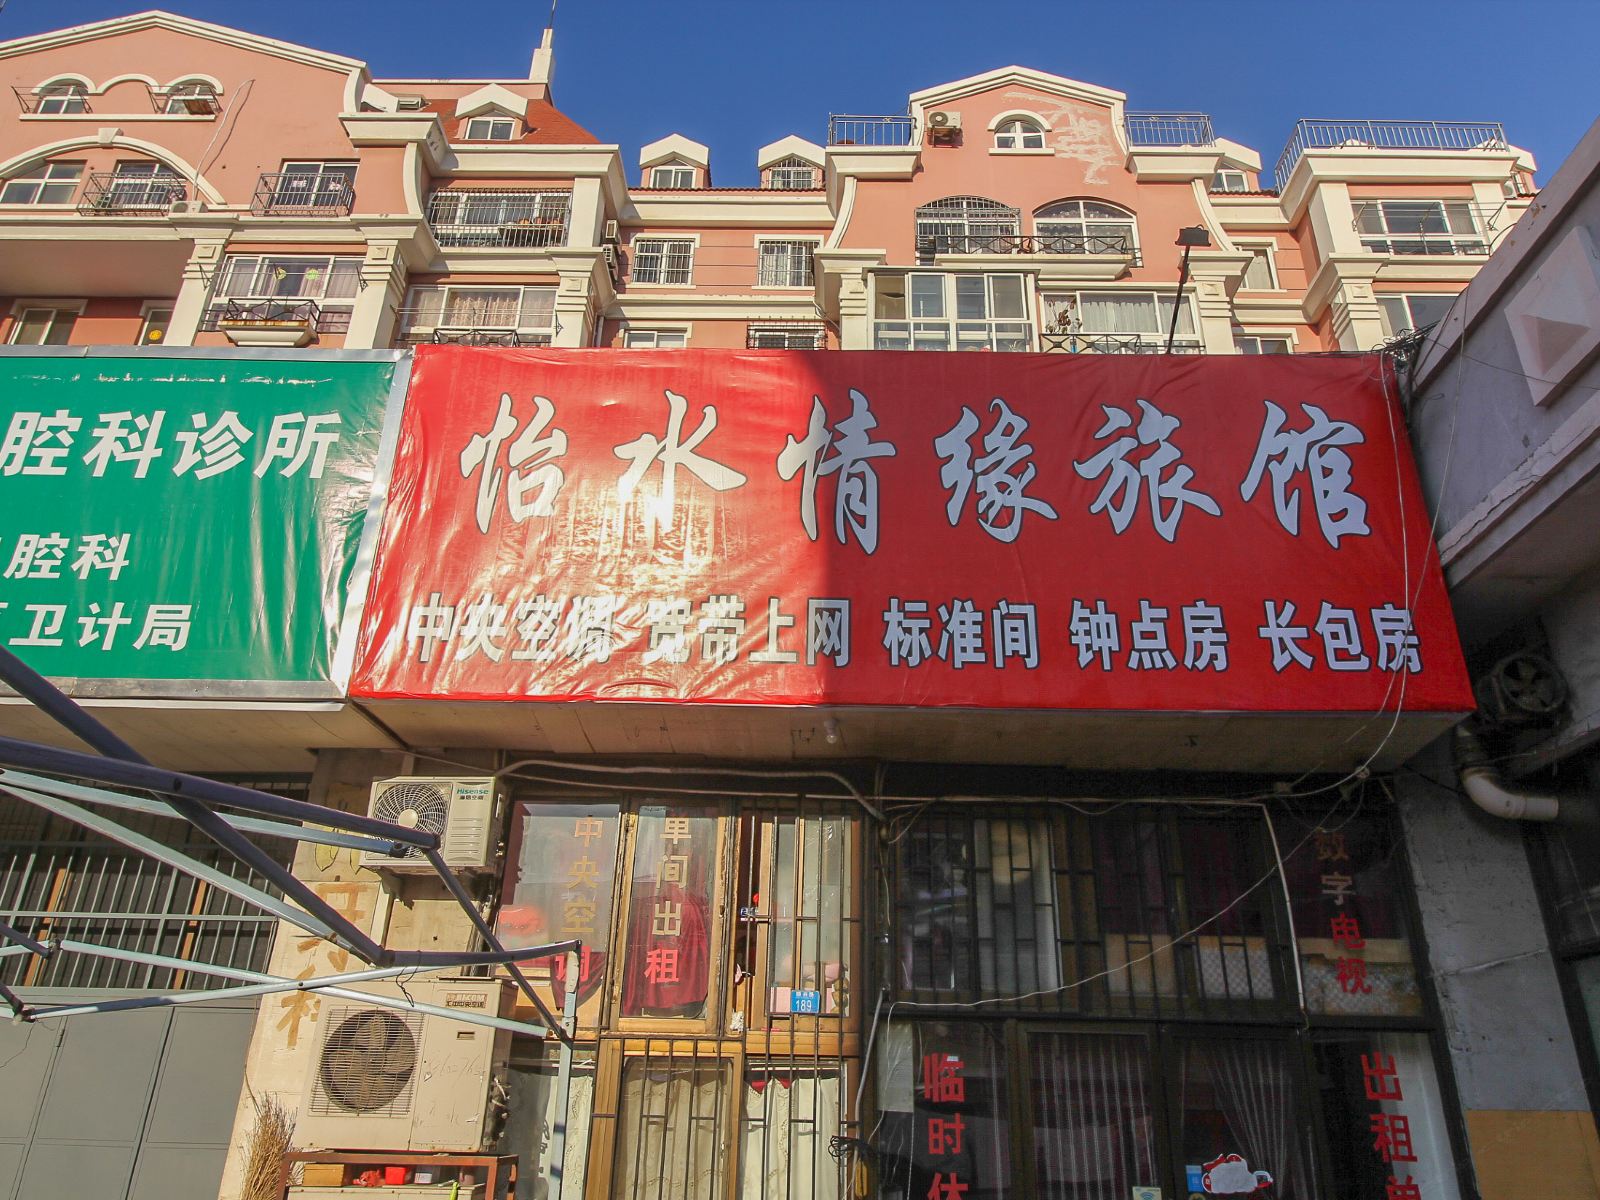 腔科诊所
腔科
卫计局
怡水情缘旅馆
中央空调 宽带上网 标准间 钟点房 长包房
Hisense
中央空调
单间出租
189
数字电视
临时休
出租单